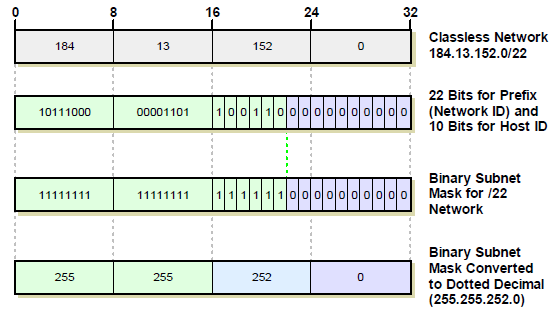 0 8 16 24 32
184 13 152 0
Classless Network
184.13.152.0/22
10111000 00001101 1 0 0 1 1 0 0 0 0 0 0 0 0 0 0 0
22 Bits for Prefix
(Network ID) and
10 Bits for Host ID
11111111 11111111 1 1 1 1 1 1 0 0 0 0 0 0 0 0 0 0
Binary Subnet
Mask for /22
Network
255 255 252 0
Binary Subnet
Mask Converted
to Dotted Decimal
(255.255.252.0)